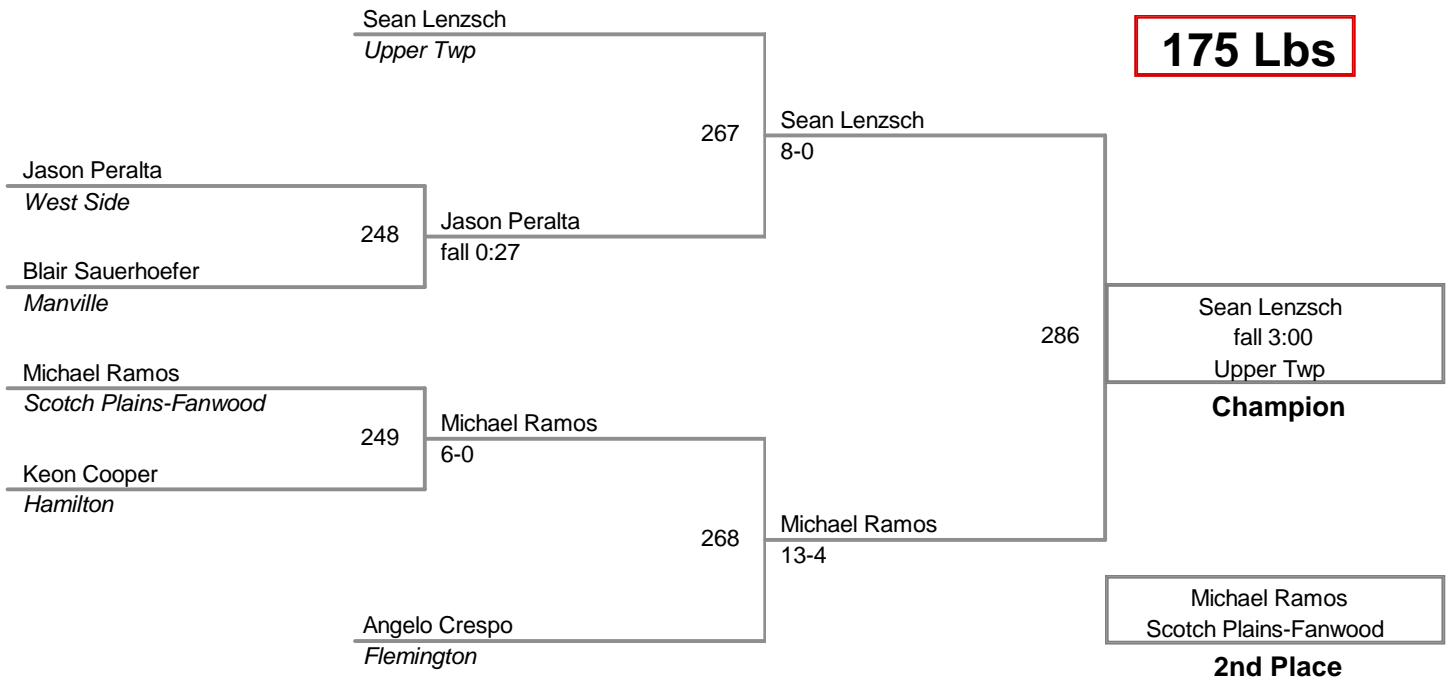 Sean Lenzsch
Upper Twp
175 Lbs
267
Sean Lenzsch
8-0
Jason Peralta
West Side
248
Jason Peralta
fall 0:27
Blair Sauerhoefer
Manville
286
Sean Lenzsch
fall 3:00
Upper Twp
Champion
Michael Ramos
Scotch Plains-Fanwood
249
Michael Ramos
6-0
Keon Cooper
Hamilton
268
Michael Ramos
13-4
Angelo Crespo
Flemington
Michael Ramos
Scotch Plains-Fanwood
2nd Place